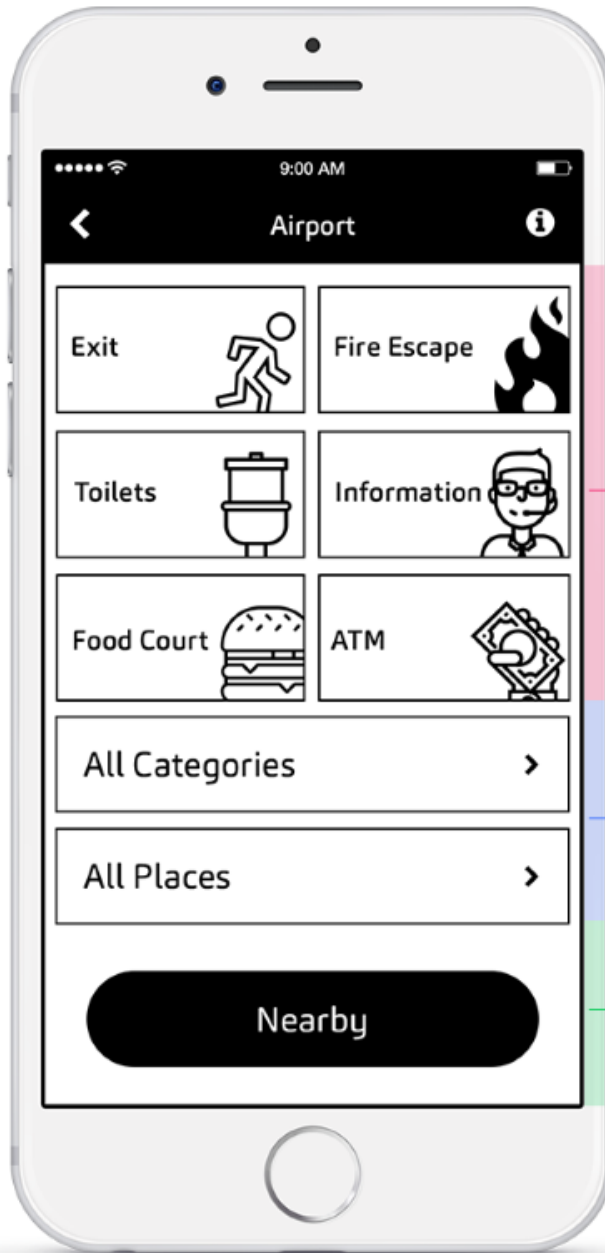 9:00 AM
Airport
Exit
Fire Escape
Toilets
Information
Food Court
ATM
All Categories
All Places
Nearby